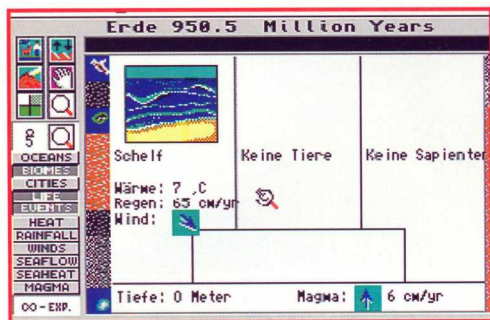 Erde 950.5 Million Years
OCEANS
BIOMES
CITIES
LIFE
EVENTS
HEAT
RAINFALL
WINDS
SEAFLOW
SEAHEAT
MAGMA
CO-EXP.
Schelf
Keine Tiere
Keine Sapienter
Wärme: 7 ,C
Regen: 65 cm/yr
Wind:
Tiefe: 0 Meter
Magma: 6 cm/yr